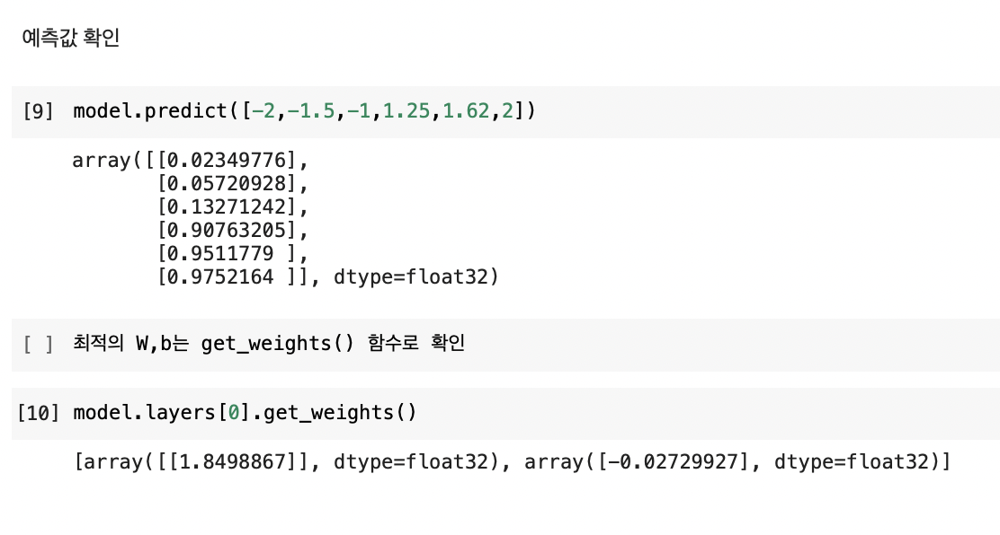 예측값 확인
[9] model.predict([-2,-1.5,-1,1.25,1.62,2])
array([[0.02349776],
[0.05720928],
[0.13271242],
[0.90763205],
[0.9511779 ],
[0.9752164 ]], dtype=float32)
[ ] 최적의 W,b는 get_weights() 함수로 확인
[10] model.layers[0].get_weights()
[array([[1.8498867]], dtype=float32), array([-0.02729927], dtype=float32)]